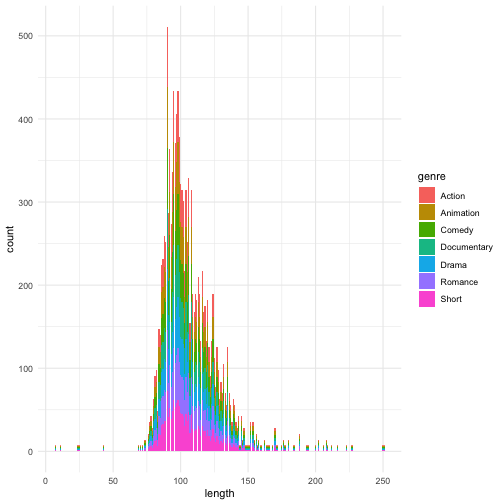 500
400
300
200
100
0
count
0
50
100
150
200
250
length
genre
Action
Animation
Comedy
Documentary
Drama
Romance
Short